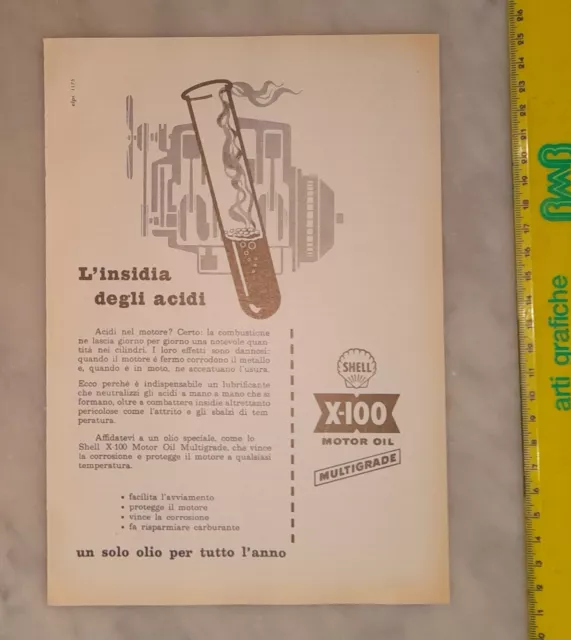 L'insidia
degli acidi
Acidi nel motore? Certo: la combustione
ne lascia giorno per giorno una notevole quan
tità nei cilindri. I loro effetti sono dannosi:
quando il motore è fermo corrodono il metallo
e, quando è in moto, ne accentuano l'usura.
Ecco perché è indispensabile un lubrificante
che neutralizzi gli acidi a mano a mano che si
formano, oltre a combattere insidie altrettanto
pericolose come l'attrito e gli sbalzi di tem
peratura.
Affidatevi a un olio speciale, come lo
Shell X-100 Motor Oil Multigrade, che vince
la corrosione e protegge il motore a qualsiasi
temperatura.
• facilita l'avviamento
• protegge il motore
• vince la corrosione
• fa risparmiare carburante
un solo olio per tutto l'anno
SHELL
X-100
MOTOR OIL
MULTIGRADE
arti grafiche